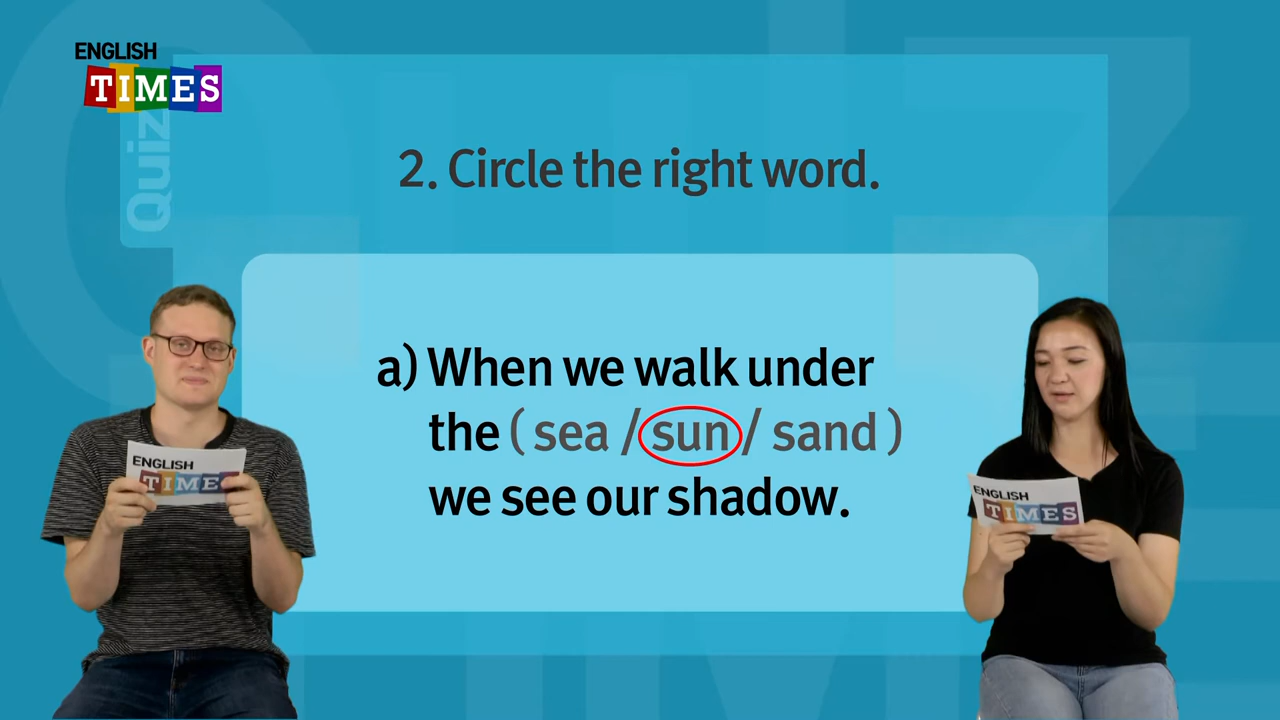 ENGLISH
TIMES
Quiz
2. Circle the right word.
a) When we walk under
the ( sea / sun / sand )
we see our shadow.
ENGLISH
TIMES
ENGLISH
TIMES